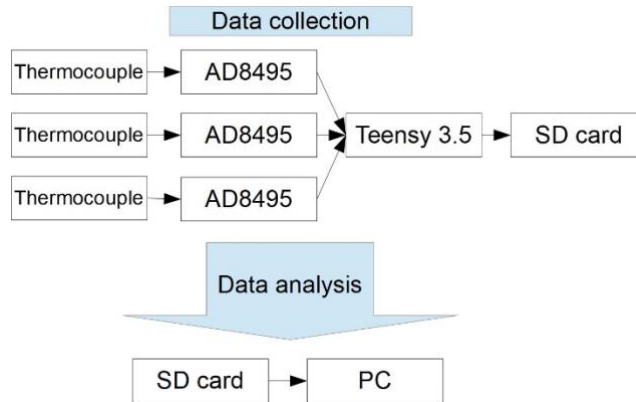 Data collection
Thermocouple AD8495
Thermocouple AD8495 Teensy 3.5 SD card
Thermocouple AD8495
Data analysis
SD card PC